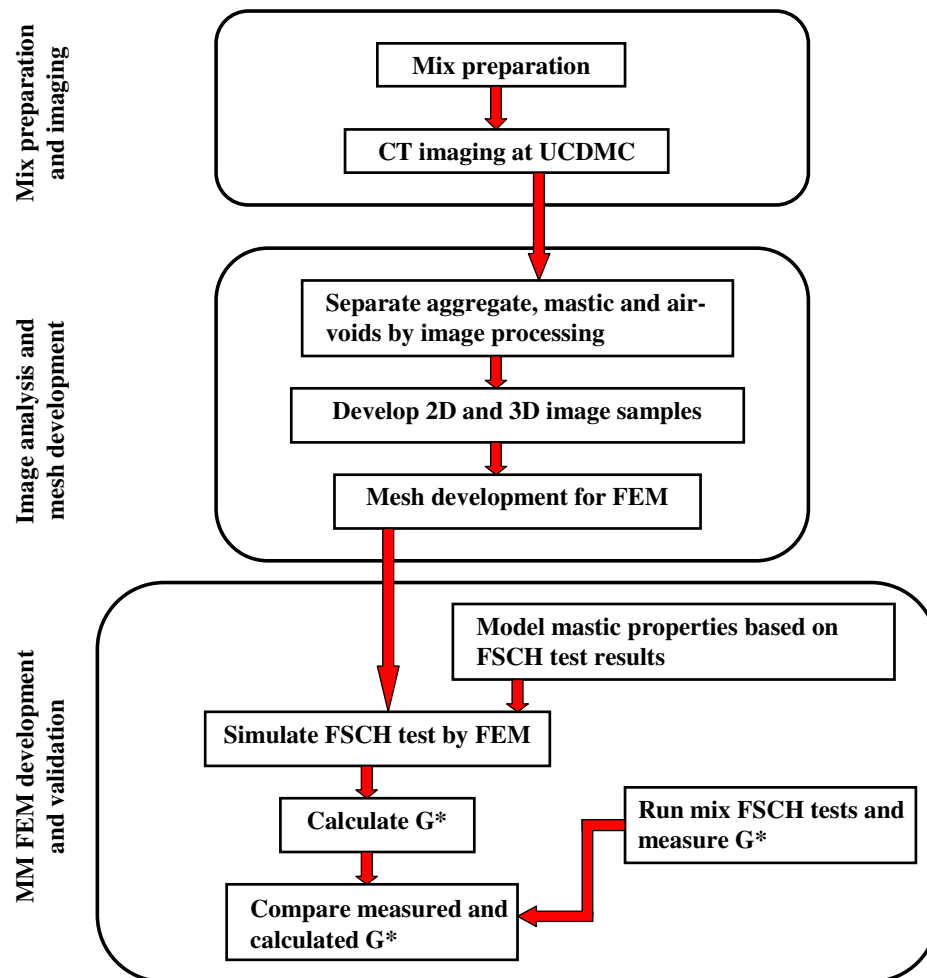 Mix preparation
and imaging
Mix preparation
CT imaging at UCDMC
Image analysis and
mesh development
Separate aggregate, mastic and air-
voids by image processing
Develop 2D and 3D image samples
Mesh development for FEM
MM FEM development
and validation
Model mastic properties based on
FSCH test results
Simulate FSCH test by FEM
Calculate G*
Run mix FSCH tests and
measure G*
Compare measured and
calculated G*